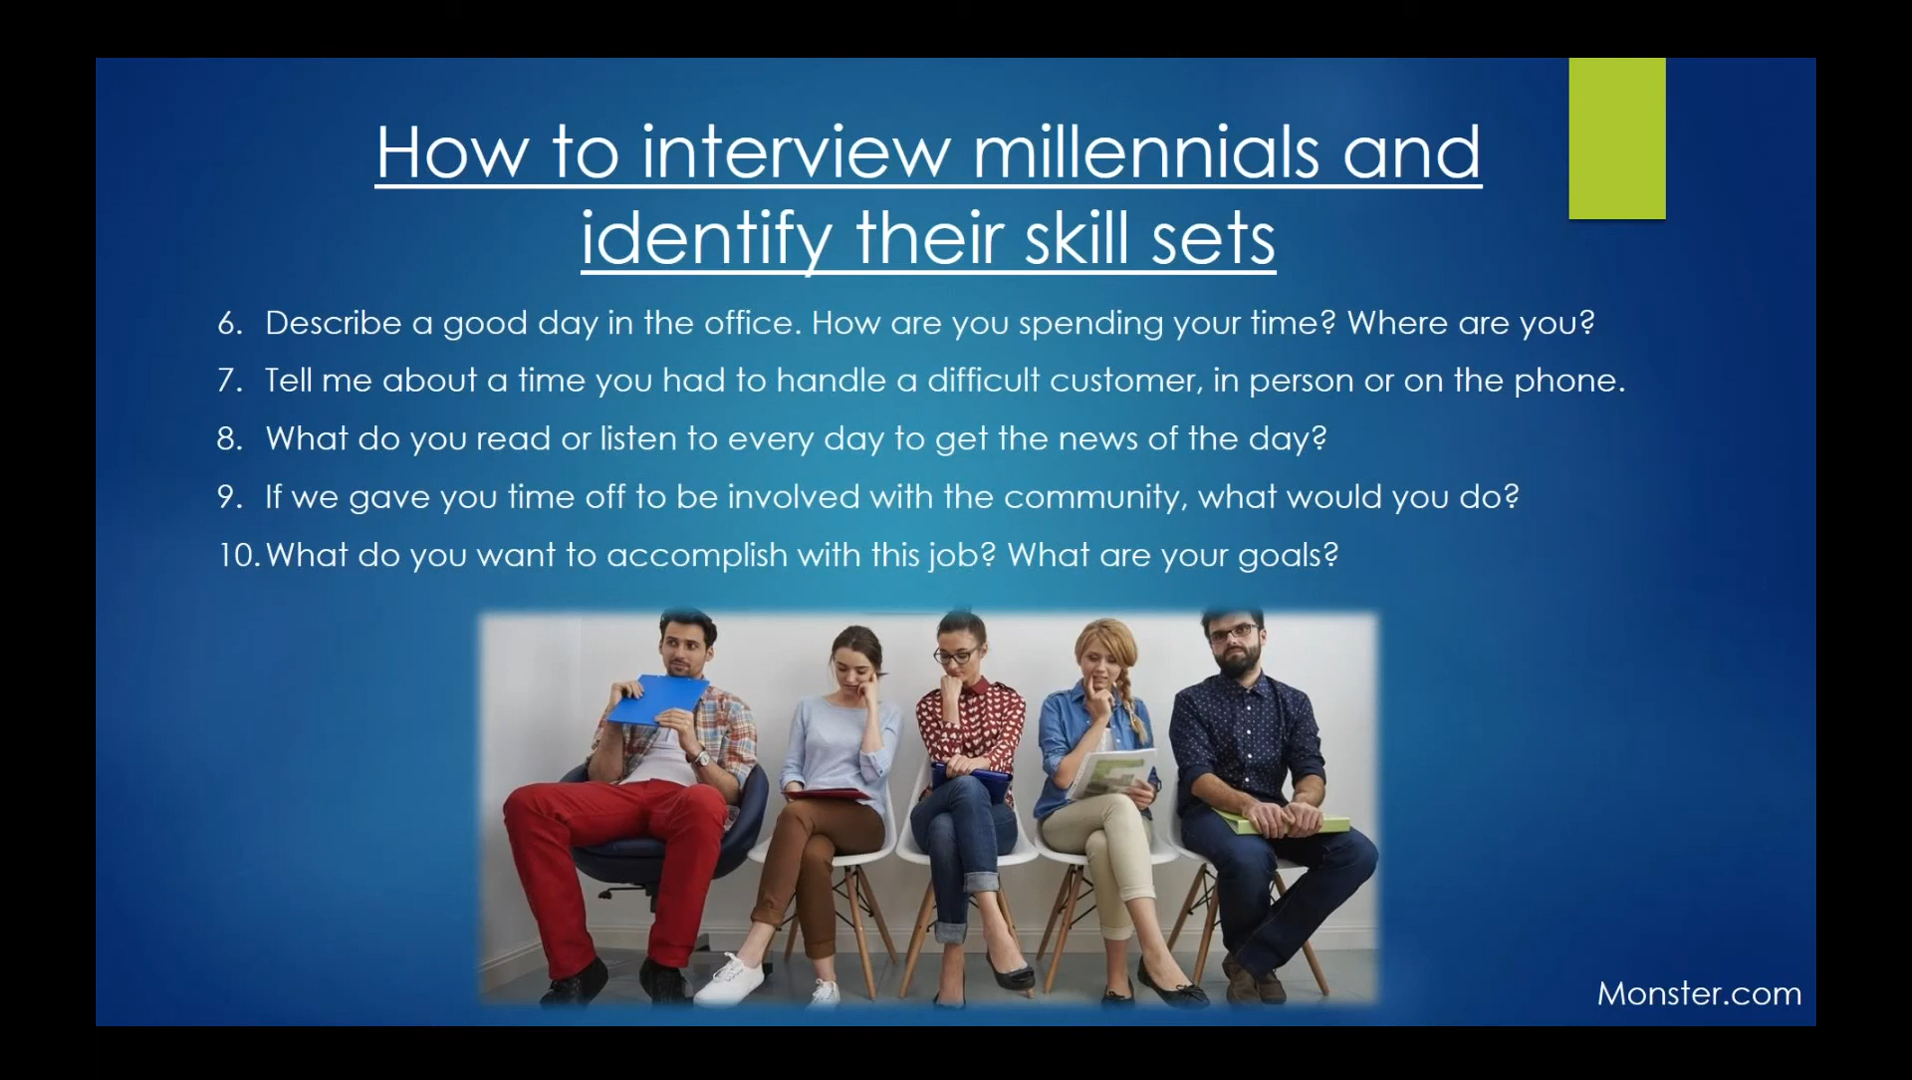 How to interview millennials and
identify their skill sets
6. Describe a good day in the office. How are you spending your time? Where are you?
7. Tell me about a time you had to handle a difficult customer, in person or on the phone.
8. What do you read or listen to every day to get the news of the day?
9. If we gave you time off to be involved with the community, what would you do?
10. What do you want to accomplish with this job? What are your goals?
Monster.com